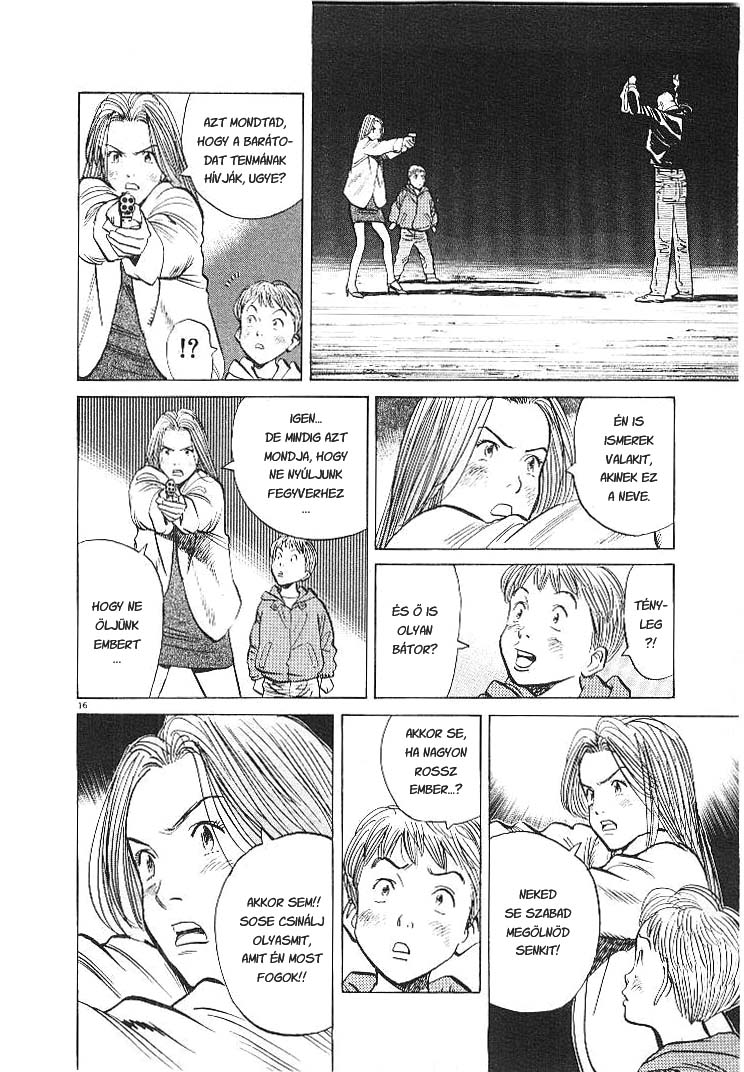 AZT MONDTAD,
HOGY A BARÁTO-
DAT TENMÁNAK
HÍVJÁK, UGYE?
!?
ÉN IS
ISMEREK
VALAKIT,
AKINEK EZ
A NEVE.
TÉNY-
LEG
?!
ÉS Ő IS
OLYAN
BÁTOR?
IGEN...
DE MINDIG AZT
MONDJA, HOGY
NE NYÚLJUNK
FEGYVERHEZ
...
HOGY NE
ÖLJÜNK
EMBERT
...
16
NEKED
SE SZABAD
MEGÖLNÖD
SENKIT!
AKKOR SE,
HA NAGYON
ROSSZ
EMBER...?
AKKOR SEM!!
SOSE CSINÁLJ
OLYASMIT,
AMIT ÉN MOST
FOGOK!!